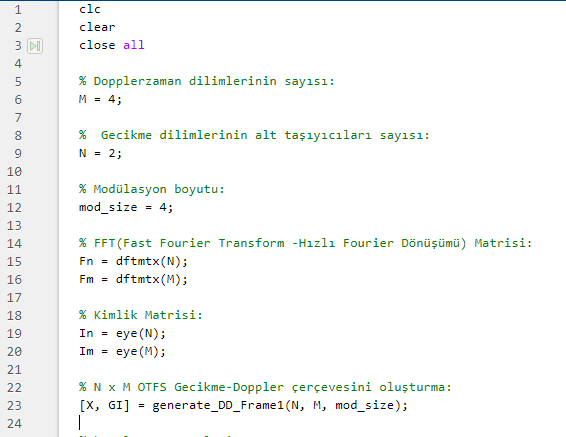 1 clc
2 clear
3 close all
4
5 % Dopplerzaman dilimlerinin sayısı:
6 M = 4;
7
8 %  Gecikme dilimlerinin alt taşıyıcıları sayısı:
9 N = 2;
10
11 % Modülasyon boyutu:
12 mod_size = 4;
13
14 % FFT(Fast Fourier Transform -Hızlı Fourier Dönüşümü) Matrisi:
15 Fn = dftmtx(N);
16 Fm = dftmtx(M);
17
18 % Kimlik Matrisi:
19 In = eye(N);
20 Im = eye(M);
21
22 % N x M OTFS Gecikme-Doppler çerçevesini oluşturma:
23 [X, GI] = generate_DD_Frame1(N, M, mod_size);
24